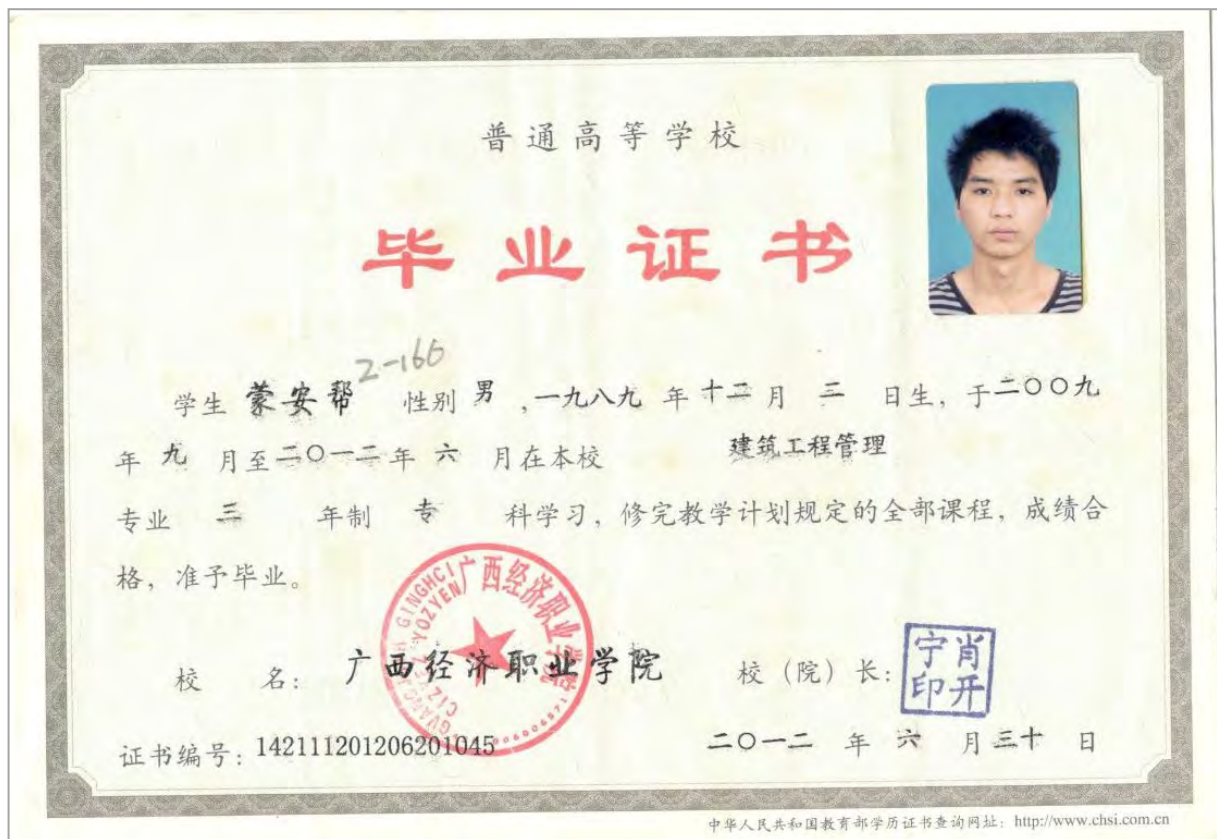 普通高等学校
毕业证书
2-166
学生 蒙安帮 性别 男 ,一九八九 年 十二 月 三 日生, 于二〇〇九
年 九 月至二〇一二年 六 月在本校 建筑工程管理
专业 三 年制 专 科学习, 修完教学计划规定的全部课程, 成绩合
格, 准予毕业。
广西经济职业学院
校 名: 广西经济职业学院 校 (院) 长: 肖开宁印
证书编号: 142111201206201045 二〇一二 年 六 月 三十 日
中华人民共和国教育部学历证书查询网址: http://www.chsi.com.cn